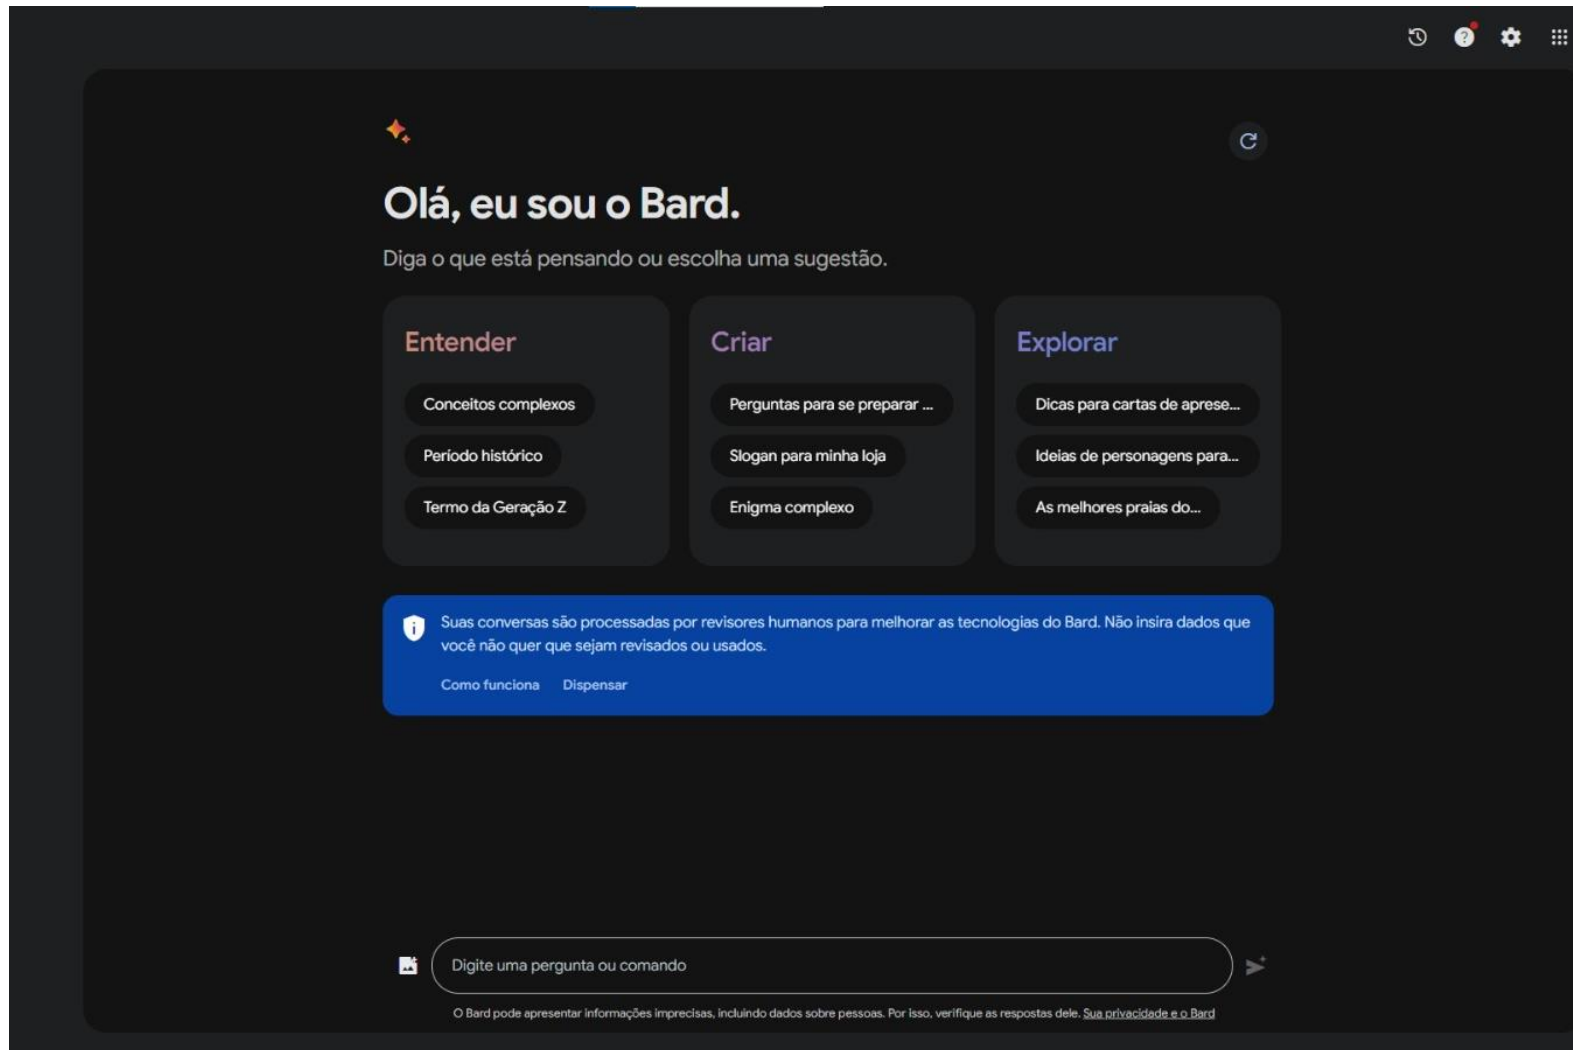 Olá, eu sou o Bard.
Diga o que está pensando ou escolha uma sugestão.
Entender
Conceitos complexos
Período histórico
Termo da Geração Z
Criar
Perguntas para se preparar ...
Slogan para minha loja
Enigma complexo
Explorar
Dicas para cartas de aprese...
Ideias de personagens para...
As melhores praias do...
Suas conversas são processadas por revisores humanos para melhorar as tecnologias do Bard. Não insira dados que
você não quer que sejam revisados ou usados.
Como funciona Dispensar
Digite uma pergunta ou comando
O Bard pode apresentar informações imprecisas, incluindo dados sobre pessoas. Por isso, verifique as respostas dele. Sua privacidade e o Bard